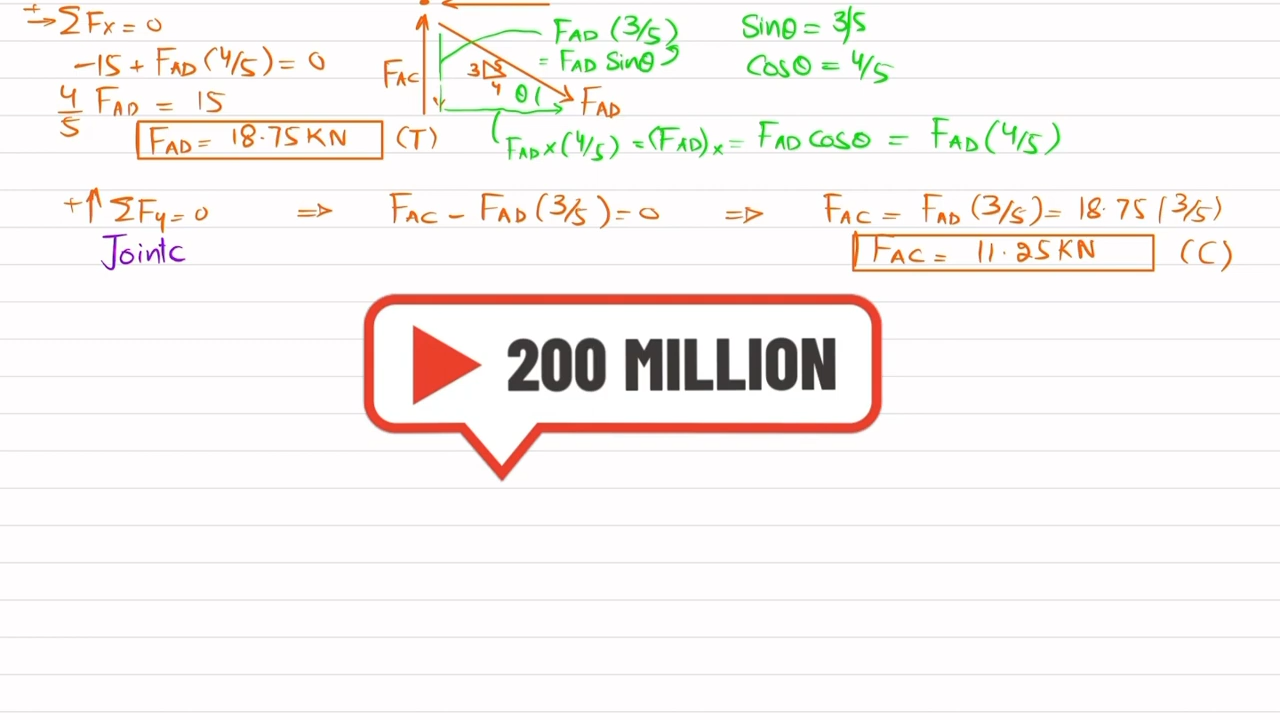 +→ ΣFx = 0
-15 + FAD (4/5) = 0
4/5 FAD = 15
FAD = 18.75 KN (T)
FAC
3 5 4
θ
FAD
FAD (3/5)
= FAD Sinθ
Sinθ = 3/5
Cosθ = 4/5
FAD x (4/5) = (FAD)x = FAD cosθ = FAD (4/5)
+↑ ΣFy = 0 ⇒ FAC - FAD (3/5) = 0 ⇒ FAC = FAD (3/5) = 18.75 (3/5)
Jointc
FAC = 11.25 KN (C)
200 MILLION